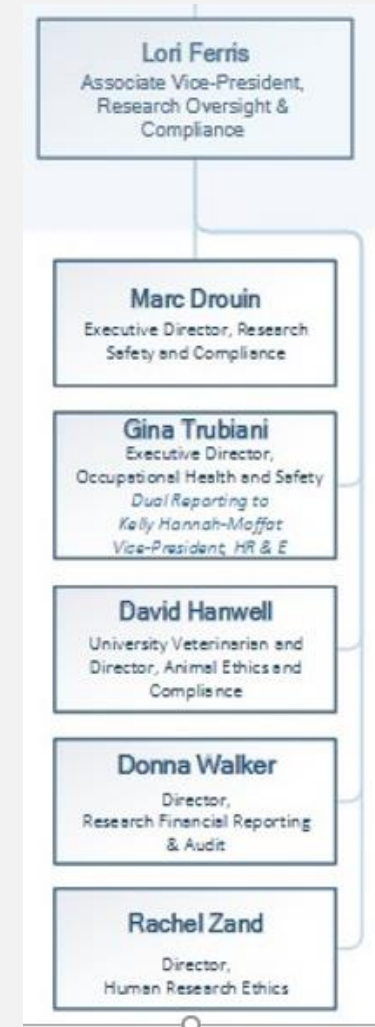 Lori Ferris
Associate Vice-President,
Research Oversight &
Compliance
Marc Drouin
Executive Director, Research
Safety and Compliance
Gina Trubiani
Executive Director,
Occupational Health and Safety
Dual Reporting to
Kelly Hannah-Moffat
Vice-President, HR & E
David Hanwell
University Veterinarian and
Director, Animal Ethics and
Compliance
Donna Walker
Director,
Research Financial Reporting
& Audit
Rachel Zand
Director,
Human Research Ethics